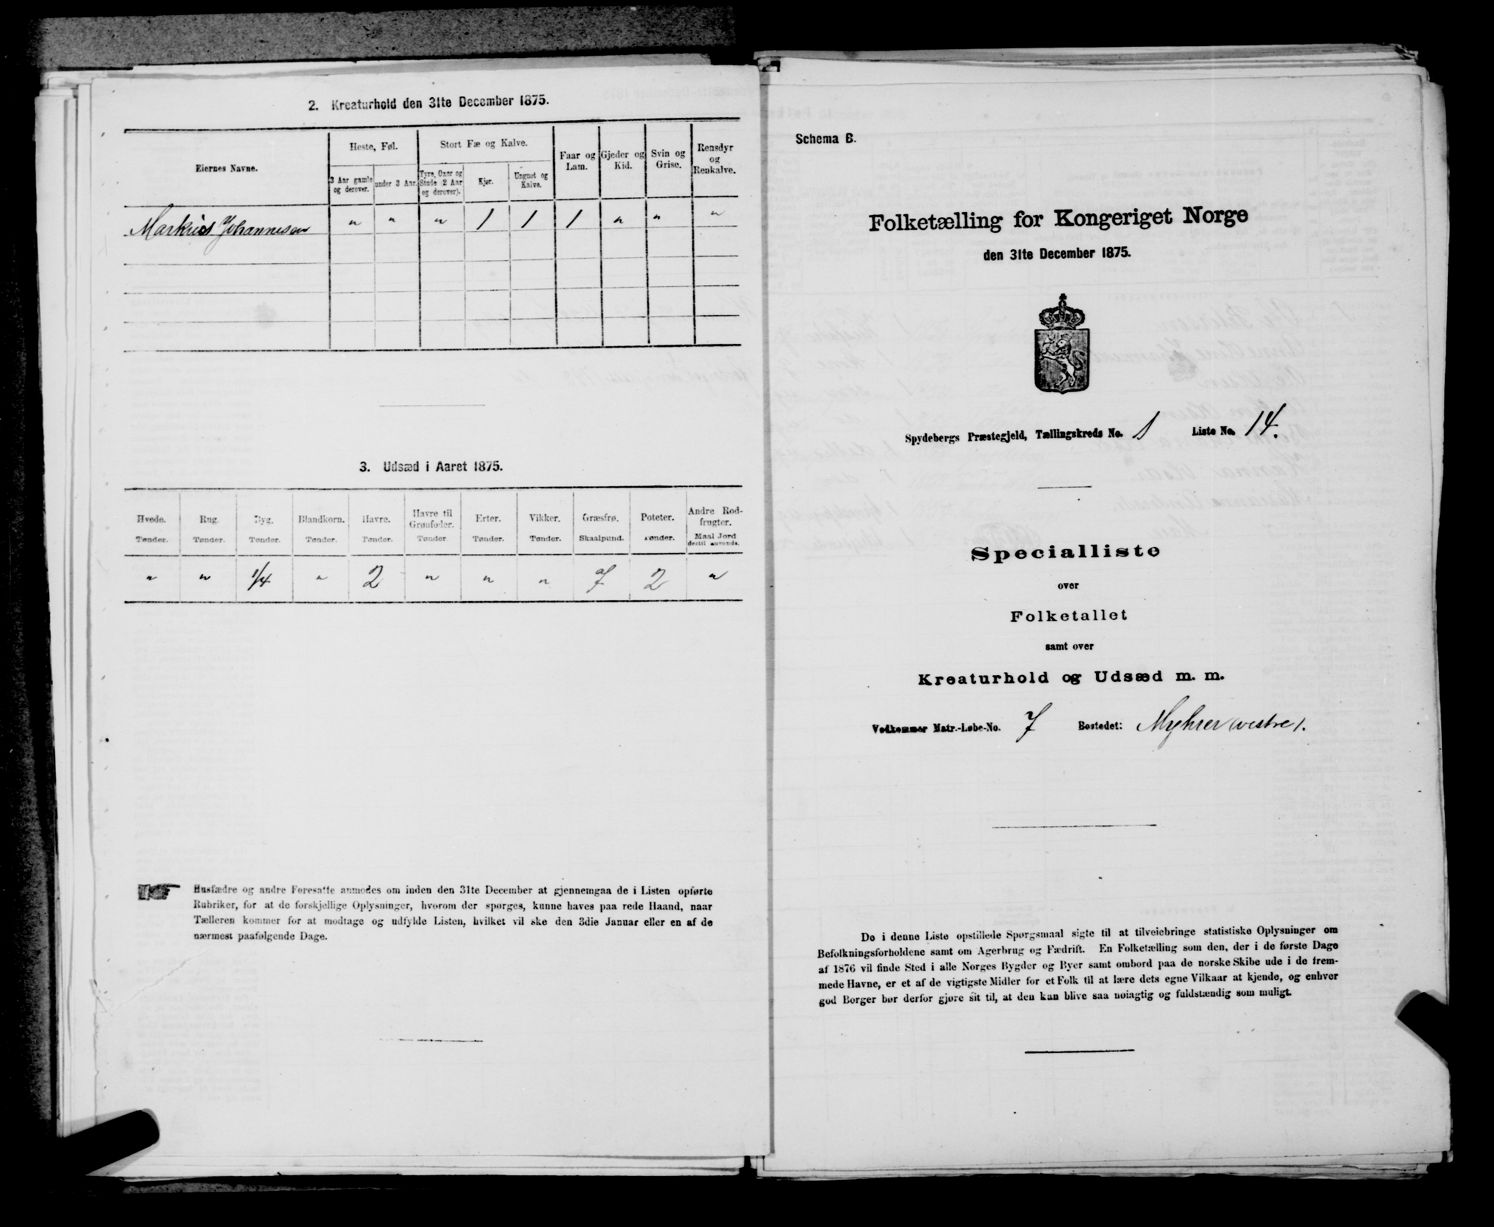 2. Kreaturhold den 31te December 1875.
Eiernes Navne.
Heste, Føl.
Stort Fæ og Kalve.
Faar og Lam.
Gjeder og Kid.
Svin og Grise.
Rensdyr og Renkalve.
3 Aar gamle og derover.
under 3 Aar.
Tyre, Oxer og Stude (2 Aar og derover).
Kjør.
Ungnøt og Kalve.
Markus Johannesen " " " 1 1 1 " " "
3. Udsæd i Aaret 1875.
Hvede. Rug. Byg. Blandkorn. Havre. Havre til Grønfoder. Erter. Vikker. Græsfrø. Poteter. Andre Rodfrugter.
Tønder. Tønder. Tønder. Tønder. Tønder. Tønder Tønder. Tønder. Skaalpund. Tønder. Maal Jord dertil anvendt.
" " 1/4 " 2 " " " 7 2 "
Husfædre og andre Foresatte anmodes om inden den 31te December at gjennemgaa de i Listen opførte
Rubriker, for at de forskjellige Oplysninger, hvorom der spørges, kunne haves paa rede Haand, naar
Tælleren kommer for at modtage og udfylde Listen, hvilket vil ske den 3die Januar eller en af de
nærmest paafølgende Dage.
Schema B.
Folketælling for Kongeriget Norge
den 31te December 1875.
Spydebergs Præstegjeld, Tællingskreds No. 1 Liste No. 14.
Specialliste
over
Folketallet
samt over
Kreaturhold og Udsæd m. m.
Vedkommer Matr.-Løbe-No. 7 Bostedet: Myhrer (vestre).
De i denne Liste opstillede Spørgsmaal sigte til at tilveiebringe statistiske Oplysninger om
Befolkningsforholdene samt om Agerbrug og Fædrift. En Folketælling som den, der i de første Dage
af 1876 vil finde Sted i alle Norges Bygder og Byer samt ombord paa de norske Skibe ude i de frem-
mede Havne, er et af de vigtigste Midler for et Folk til at lære dets egne Vilkaar at kjende, og enhver
god Borger bør derfor gjøre sit til, at den kan blive saa nøiagtig og fuldstændig som muligt.